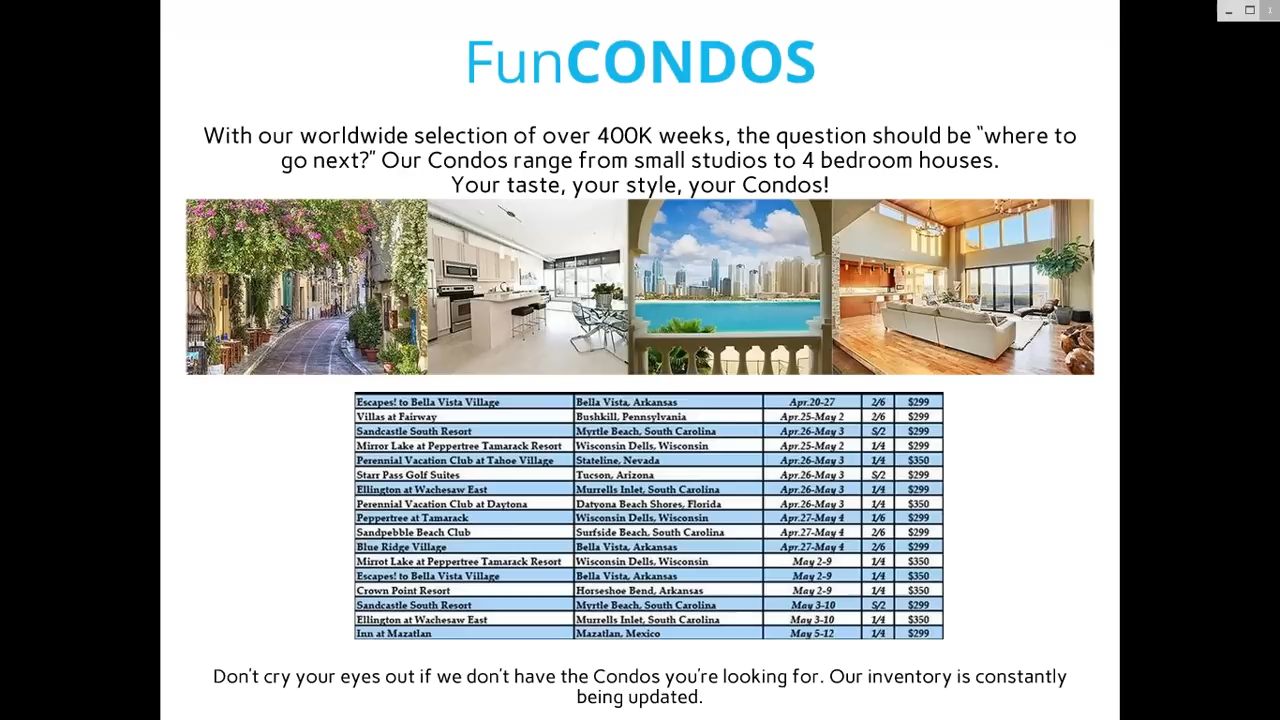 FunCONDOS
With our worldwide selection of over 400K weeks, the question should be “where to
go next?” Our Condos range from small studios to 4 bedroom houses.
Your taste, your style, your Condos!
Escapes! to Bella Vista Village Bella Vista, Arkansas Apr.20-27 2/6 $299
Villas at Fairway Bushkill, Pennsylvania Apr.25-May 2 2/6 $299
Sandcastle South Resort Myrtle Beach, South Carolina Apr.26-May 3 S/2 $299
Mirror Lake at Peppertree Tamarack Resort Wisconsin Dells, Wisconsin Apr.25-May 2 1/4 $299
Perennial Vacation Club at Tahoe Village Stateline, Nevada Apr.26-May 3 1/4 $350
Starr Pass Golf Suites Tucson, Arizona Apr.26-May 3 S/2 $299
Ellington at Wachesaw East Murrells Inlet, South Carolina Apr.26-May 3 1/4 $299
Perennial Vacation Club at Daytona Datyona Beach Shores, Florida Apr.26-May 3 1/4 $350
Peppertree at Tamarack Wisconsin Dells, Wisconsin Apr.27-May 4 1/6 $299
Sandpebble Beach Club Surfside Beach, South Carolina Apr.27-May 4 2/6 $299
Blue Ridge Village Bella Vista, Arkansas Apr.27-May 4 2/6 $299
Mirrot Lake at Peppertree Tamarack Resort Wisconsin Dells, Wisconsin May 2-9 1/4 $350
Escapes! to Bella Vista Village Bella Vista, Arkansas May 2-9 1/4 $350
Crown Point Resort Horseshoe Bend, Arkansas May 2-9 1/4 $350
Sandcastle South Resort Myrtle Beach, South Carolina May 3-10 S/2 $299
Ellington at Wachesaw East Murrells Inlet, South Carolina May 3-10 1/4 $350
Inn at Mazatlan Mazatlan, Mexico May 5-12 1/4 $299
Don’t cry your eyes out if we don’t have the Condos you’re looking for. Our inventory is constantly
being updated.